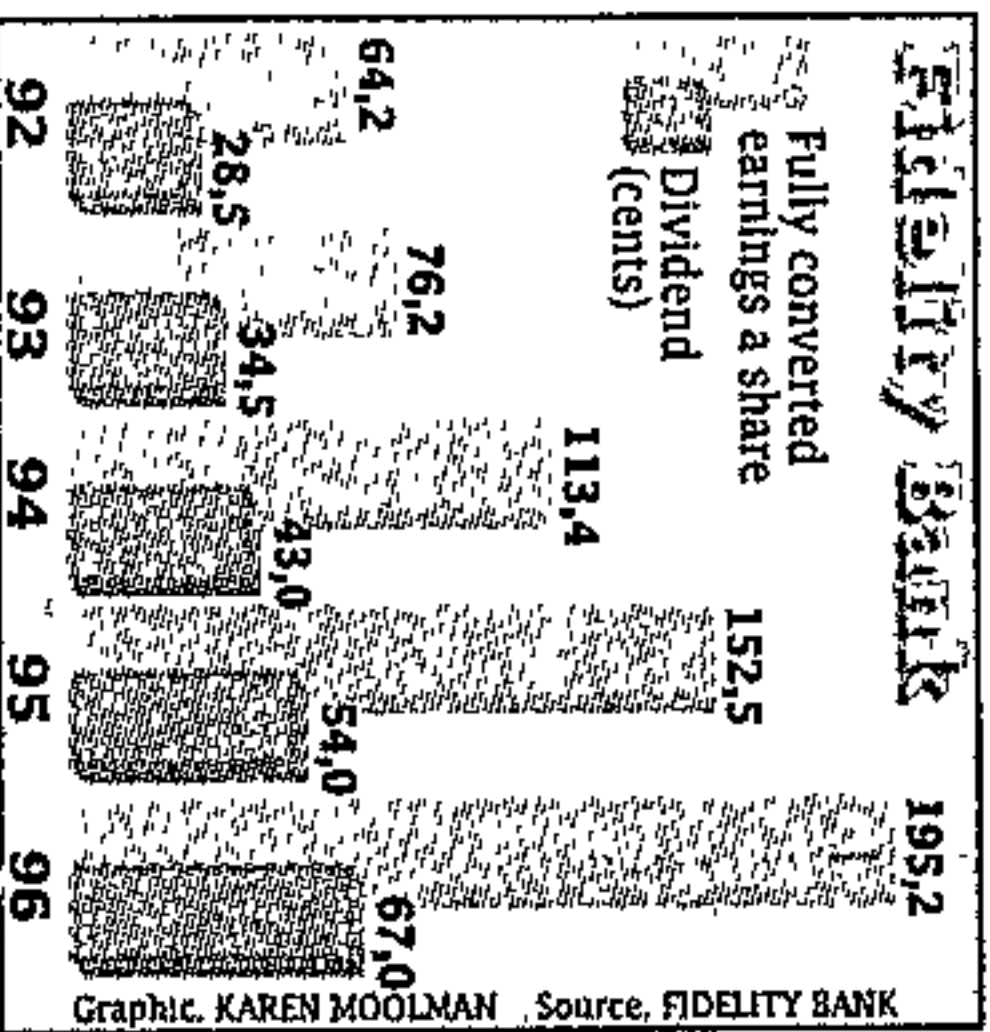 Fidelity Bank
Fully converted
earnings a share
Dividend
(cents)
64,2
28,5
76,2
34,5
113,4
43,0
152,5
54,0
195,2
67,0
92
93
94
95
96
Graphic. KAREN MOOLMAN Source, FIDELITY BANK